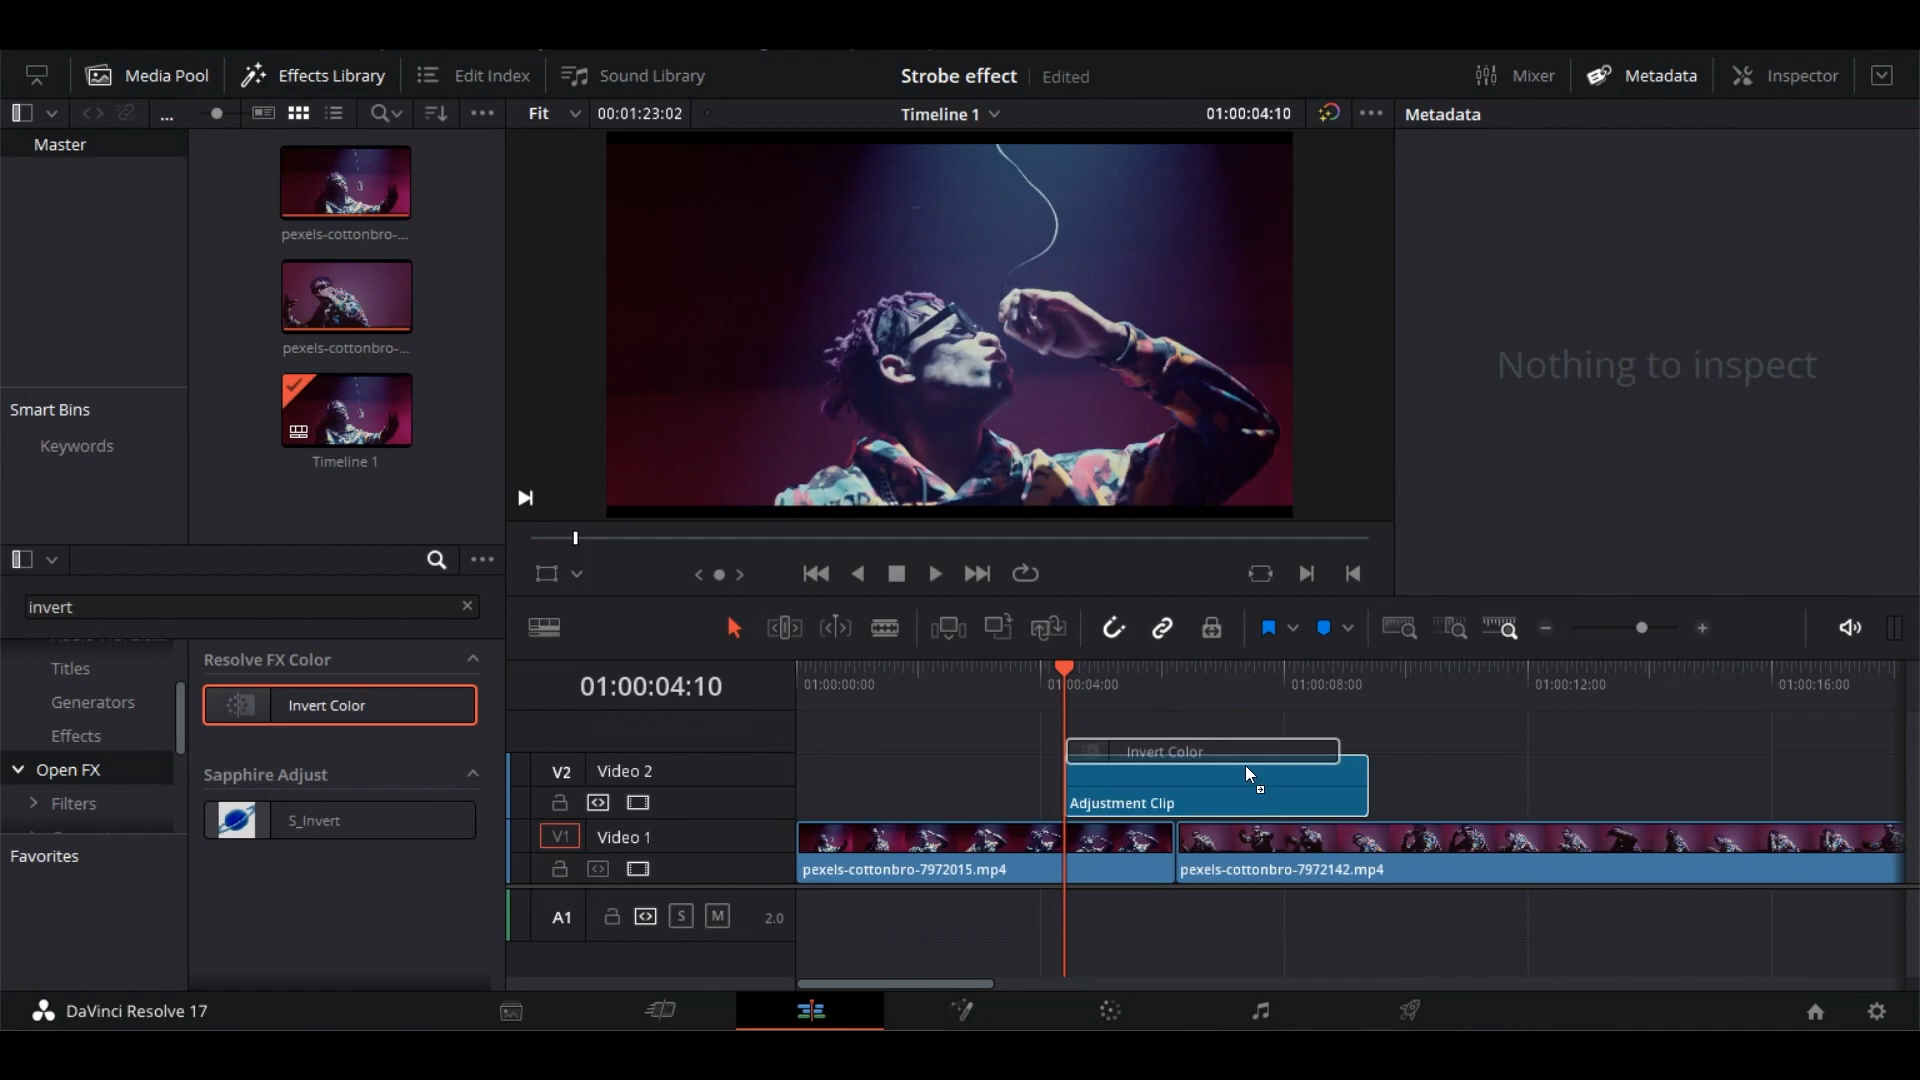 Media Pool
Effects Library
Edit Index
Sound Library
Strobe effect
Edited
Mixer
Metadata
Inspector
...
Fit
00:01:23:02
Timeline 1
01:00:04:10
Metadata
Master
pexels-cottonbro-...
pexels-cottonbro-...
Timeline 1
Smart Bins
Keywords
Nothing to inspect
invert
Titles
Generators
Effects
Open FX
Filters
Favorites
Resolve FX Color
Invert Color
Sapphire Adjust
S_Invert
01:00:04:10
01:00:00:00
01:00:04:00
01:00:08:00
01:00:12:00
01:00:16:00
V2
Video 2
Invert Color
Adjustment Clip
V1
Video 1
pexels-cottonbro-7972015.mp4
pexels-cottonbro-7972142.mp4
A1
S
M
2.0
DaVinci Resolve 17